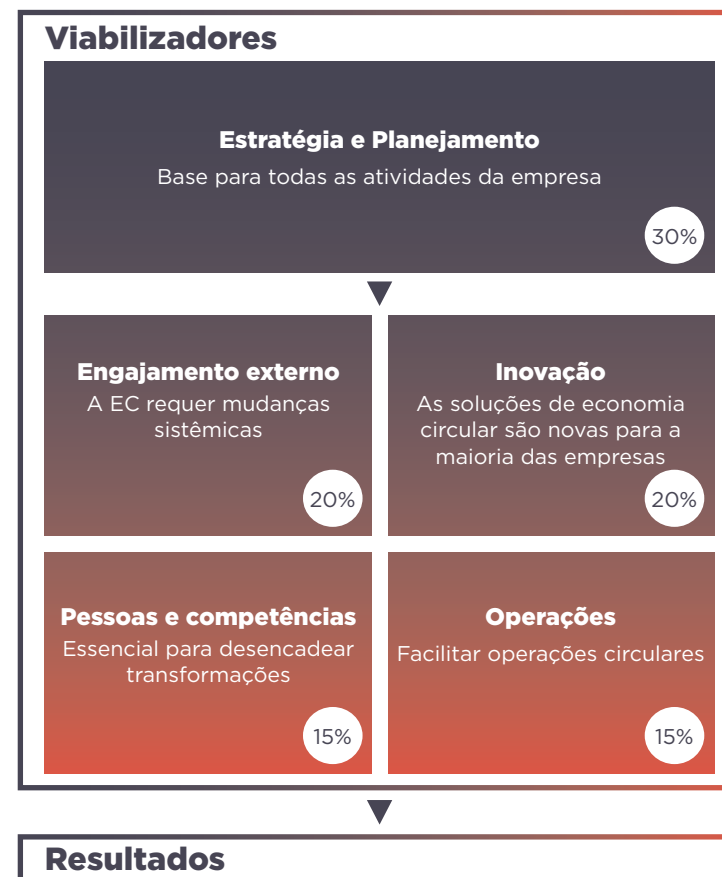 Viabilizadores
Estratégia e Planejamento
Base para todas as atividades da empresa
30%
Engajamento externo
A EC requer mudanças
sistêmicas
20%
Inovação
As soluções de economia
circular são novas para a
maioria das empresas
20%
Pessoas e competências
Essencial para desencadear
transformações
15%
Operações
Facilitar operações circulares
15%
Resultados